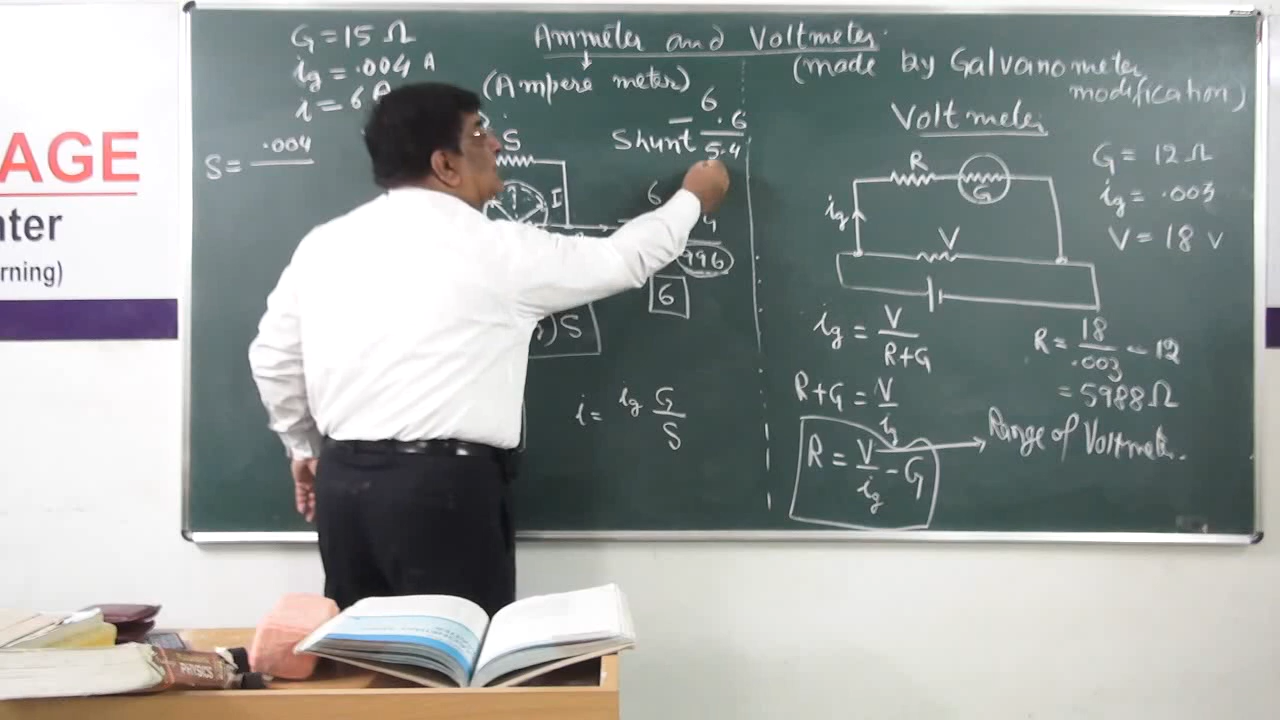 AGE
nter
rning)
G = 15 Ω
ig = .004 A
i = 6 A
S = .004
Ammeter and Voltmeter
(Ampere meter)
(made by Galvanometer
modification)
S
I
Shunt
6
− .6
5.4
6
4
996
6
) S
i = ig G/S
Voltmeter
R
G
ig
V
G = 12 Ω
ig = .003
V = 18 V
ig = V/R+G
R+G = V/ig
R = V/ig − G
R = 18/.003 − 12
= 5988 Ω
Range of Voltmeter.
PHYSICS